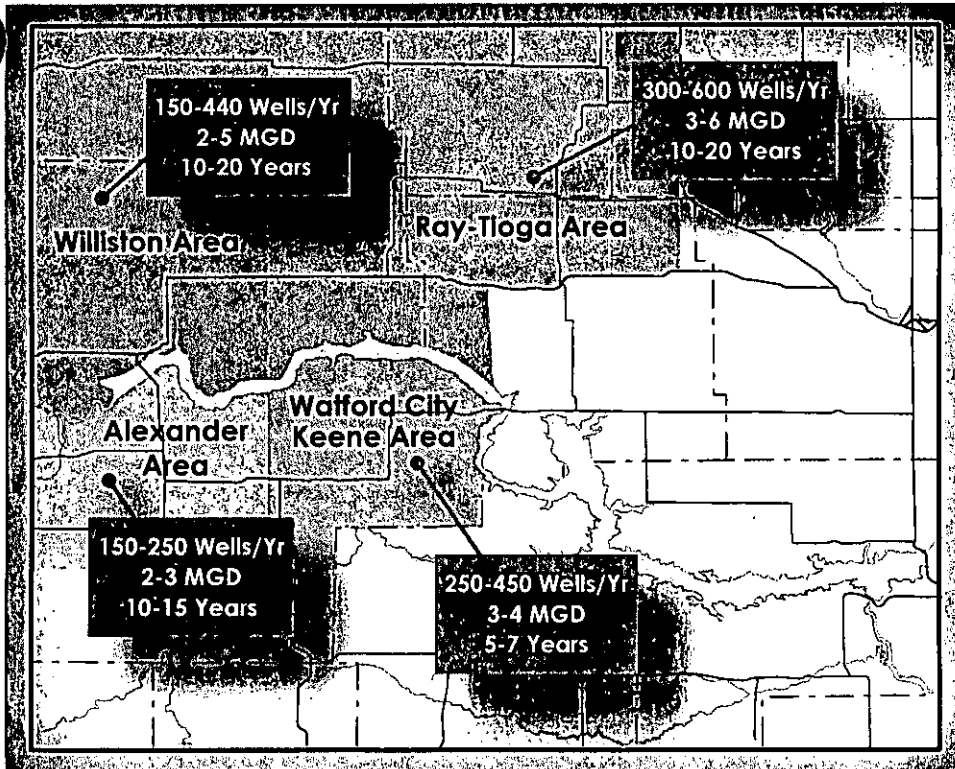 150-440 Wells/Yr
2-5 MGD
10-20 Years
300-600 Wells/Yr
3-6 MGD
10-20 Years
Williston Area
Ray-Tioga Area
Alexander
Area
Watford City
Keene Area
150-250 Wells/Yr
2-3 MGD
10-15 Years
250-450 Wells/Yr
3-4 MGD
5-7 Years